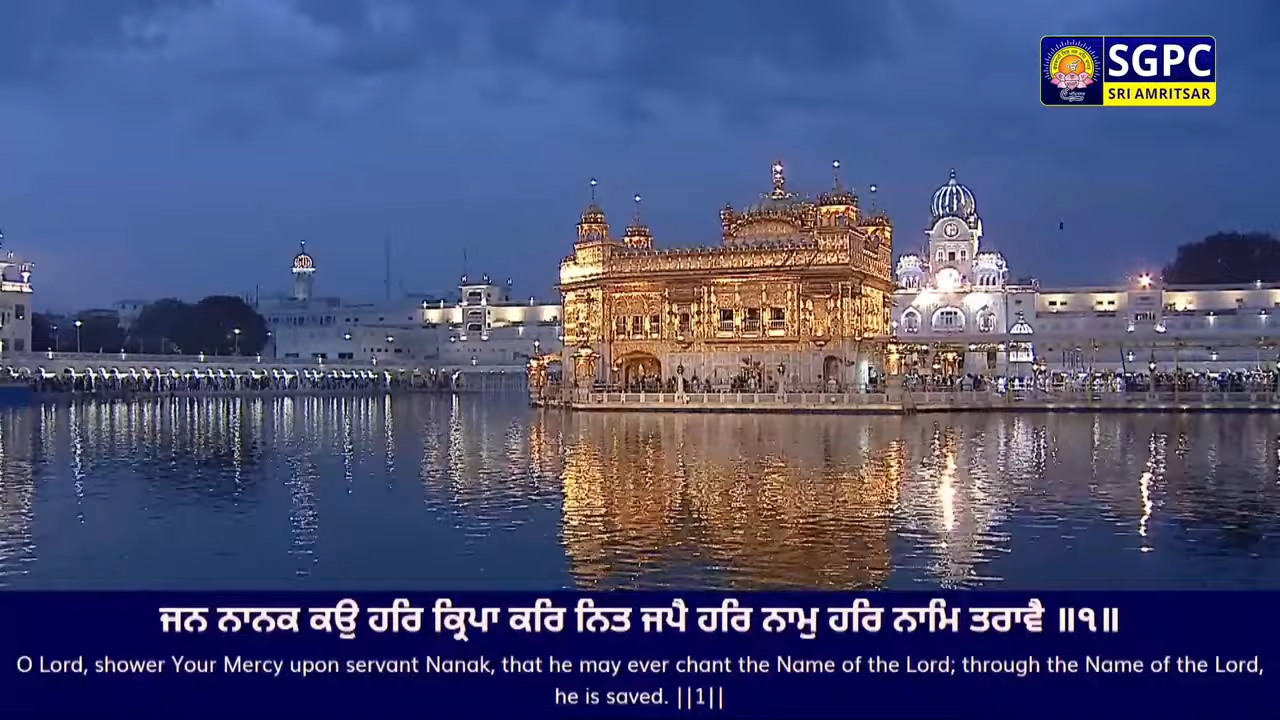 SGPC
SRI AMRITSAR
ਜਨ ਨਾਨਕ ਕਉ ਹਰਿ ਕ੍ਰਿਪਾ ਕਰਿ ਨਿਤ ਜਪੈ ਹਰਿ ਨਾਮੁ ਹਰਿ ਨਾਮਿ ਤਰਾਵੈ ॥੧॥
O Lord, shower Your Mercy upon servant Nanak, that he may ever chant the Name of the Lord; through the Name of the Lord,
he is saved. ||1||